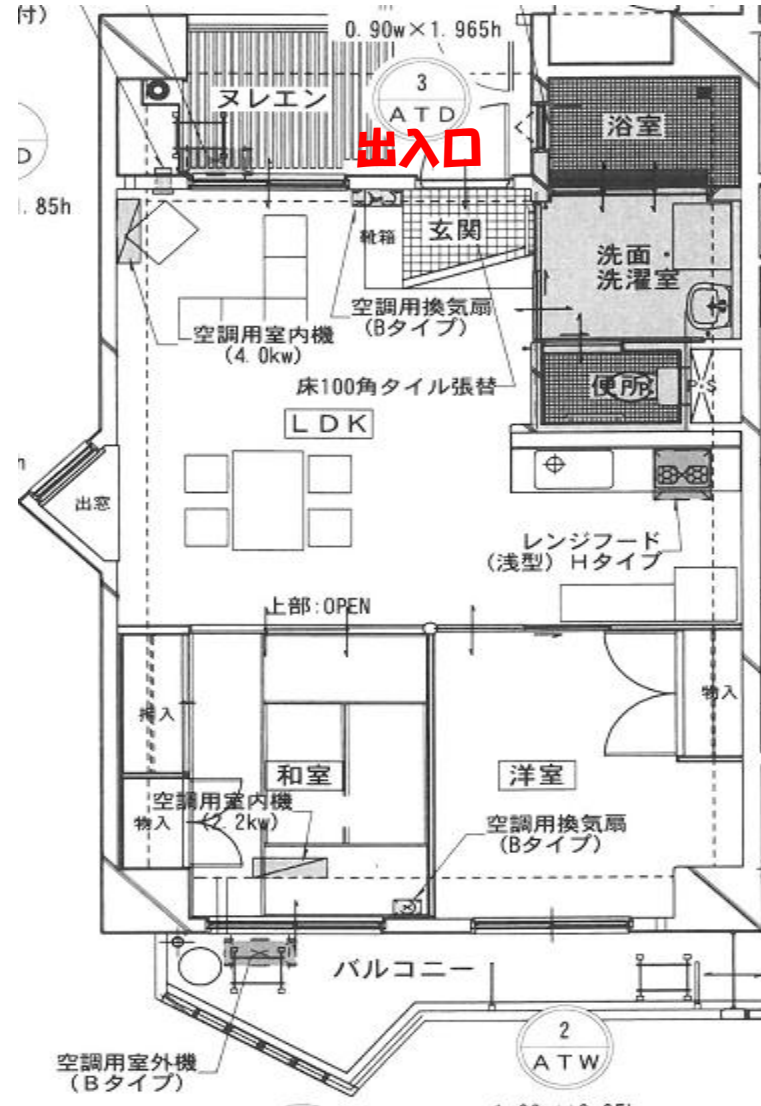 付）
0.90w×1.965h
ヌレエン
3
ATD
浴室
D
出入口
1.85h
靴箱
玄関
洗面・
洗濯室
空調用換気扇
(Bタイプ)
空調用室内機
(4.0kw)
床100角タイル張替
便所
P・S
LDK
出窓
レンジフード
(浅型) Hタイプ
上部:OPEN
押入
物入
和室
洋室
空調用室内機
(2.2kw)
物入
空調用換気扇
(Bタイプ)
バルコニー
2
ATW
空調用室外機
(Bタイプ)